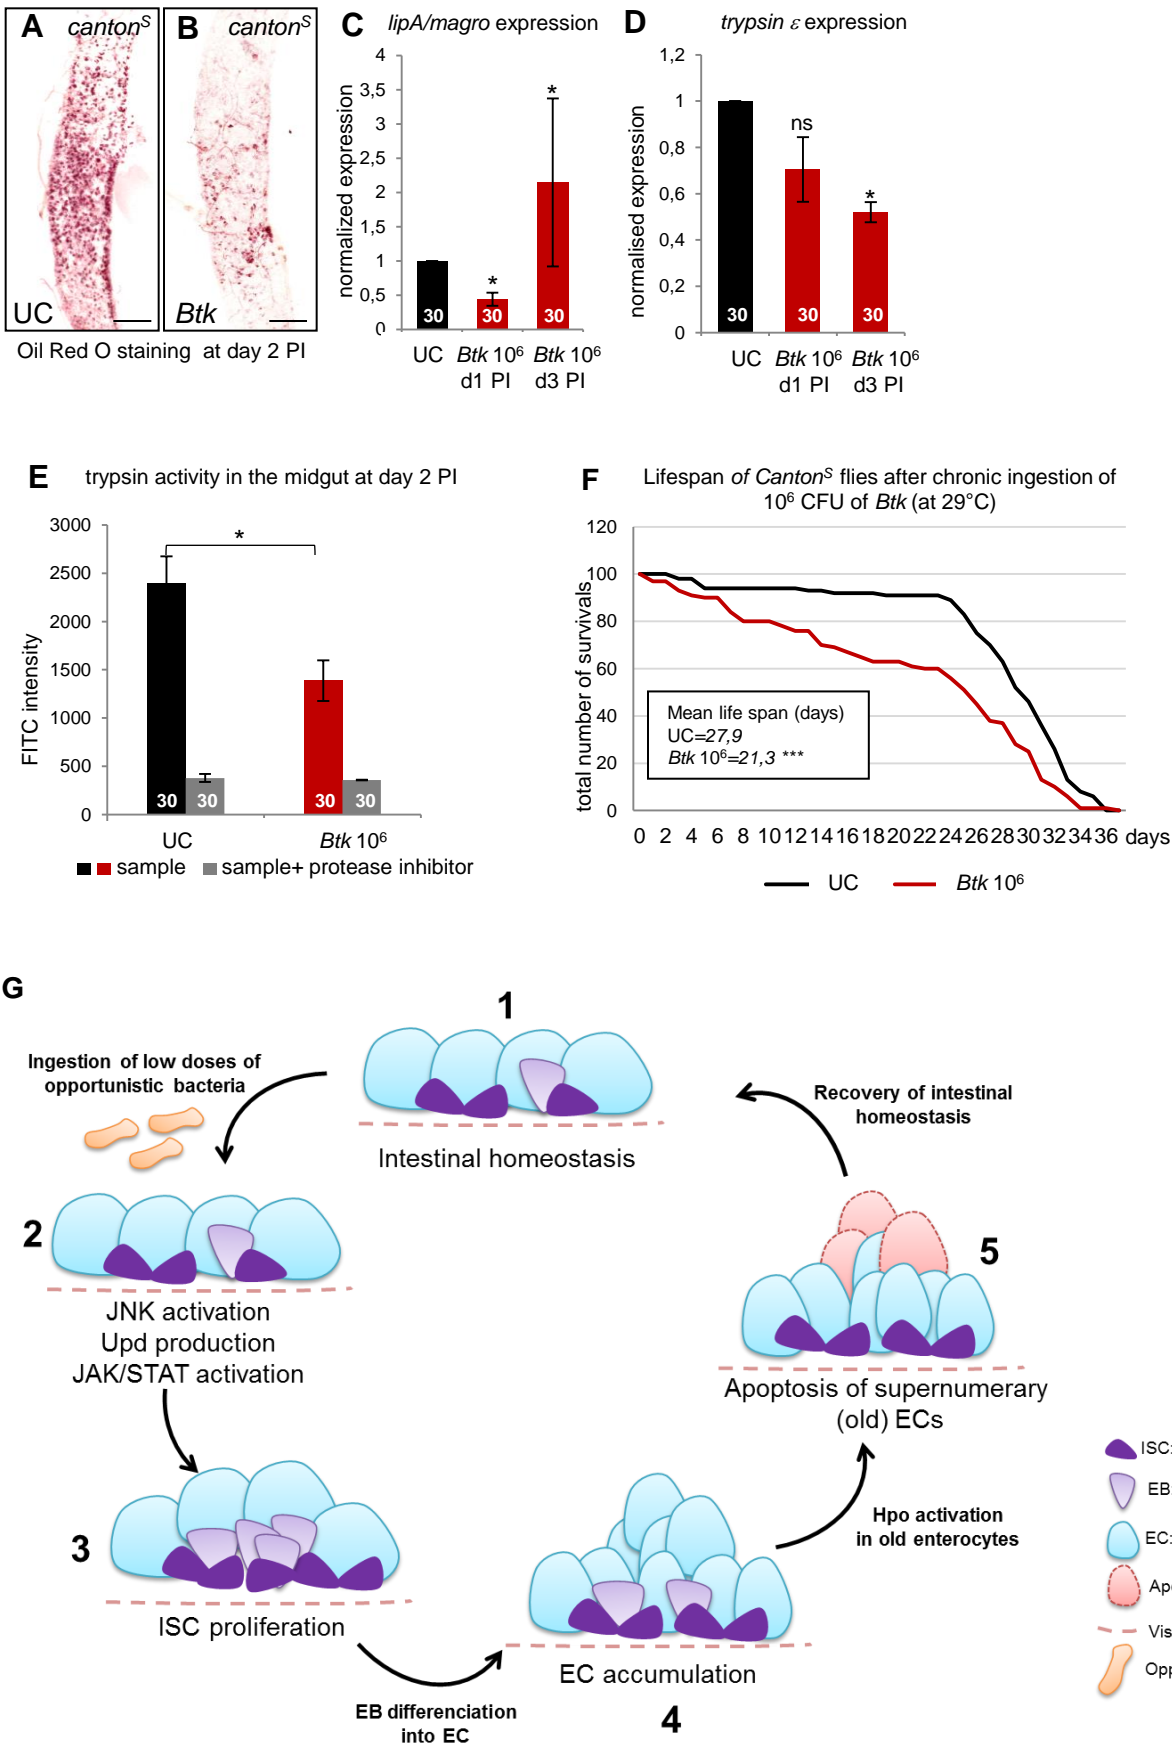 A canton^S
B canton^S
UC
Btk
Oil Red O staining at day 2 PI
C lipA/magro expression
normalized expression
4
3,5
3
2,5
2
1,5
1
0,5
0
*
*
30 30 30
UC Btk 10^6 Btk 10^6
d1 PI d3 PI
D trypsin ε expression
normalised expression
1,2
1
0,8
0,6
0,4
0,2
0
ns
*
30 30 30
UC Btk 10^6 Btk 10^6
d1 PI d3 PI
E trypsin activity in the midgut at day 2 PI
FITC intensity
3000
2500
2000
1500
1000
500
0
*
30 30 30 30
UC Btk 10^6
sample sample+ protease inhibitor
F Lifespan of Canton^S flies after chronic ingestion of
10^6 CFU of Btk (at 29°C)
total number of survivals
120
100
80
60
40
20
0
Mean life span (days)
UC=27,9
Btk 10^6=21,3 ***
0 2 4 6 8 10 12 14 16 18 20 22 24 26 28 30 32 34 36 days
UC Btk 10^6
G
1
Intestinal homeostasis
Ingestion of low doses of
opportunistic bacteria
2
JNK activation
Upd production
JAK/STAT activation
3
ISC proliferation
EB differenciation
into EC
EC accumulation
4
Hpo activation
in old enterocytes
5
Apoptosis of supernumerary
(old) ECs
Recovery of intestinal
homeostasis
ISC:
EB
EC:
Apo
Vis
Opp